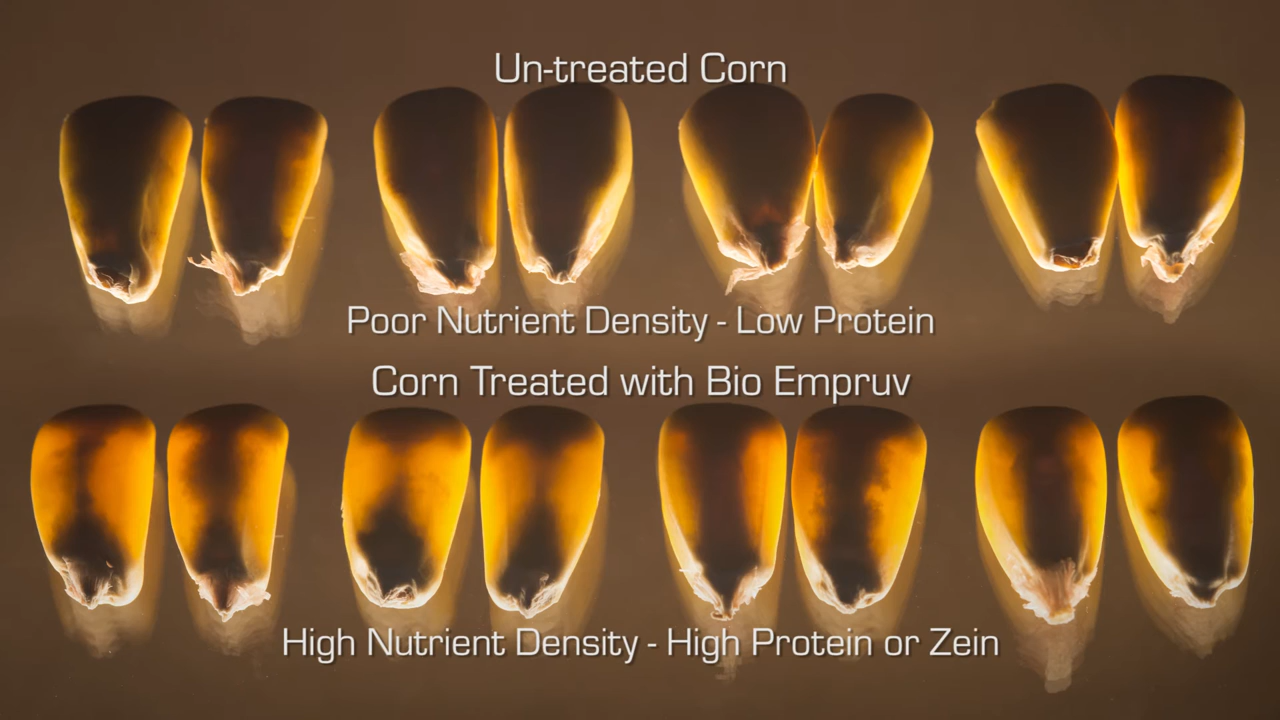 Un-treated Corn
Poor Nutrient Density - Low Protein
Corn Treated with Bio Empruv
High Nutrient Density - High Protein or Zein